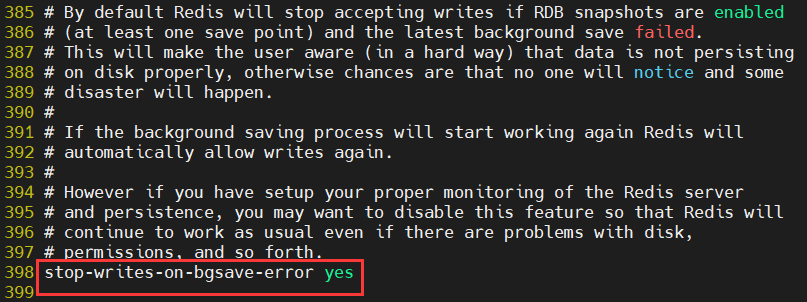 385 # By default Redis will stop accepting writes if RDB snapshots are enabled
386 # (at least one save point) and the latest background save failed.
387 # This will make the user aware (in a hard way) that data is not persisting
388 # on disk properly, otherwise chances are that no one will notice and some
389 # disaster will happen.
390 #
391 # If the background saving process will start working again Redis will
392 # automatically allow writes again.
393 #
394 # However if you have setup your proper monitoring of the Redis server
395 # and persistence, you may want to disable this feature so that Redis will
396 # continue to work as usual even if there are problems with disk,
397 # permissions, and so forth.
398 stop-writes-on-bgsave-error yes
399